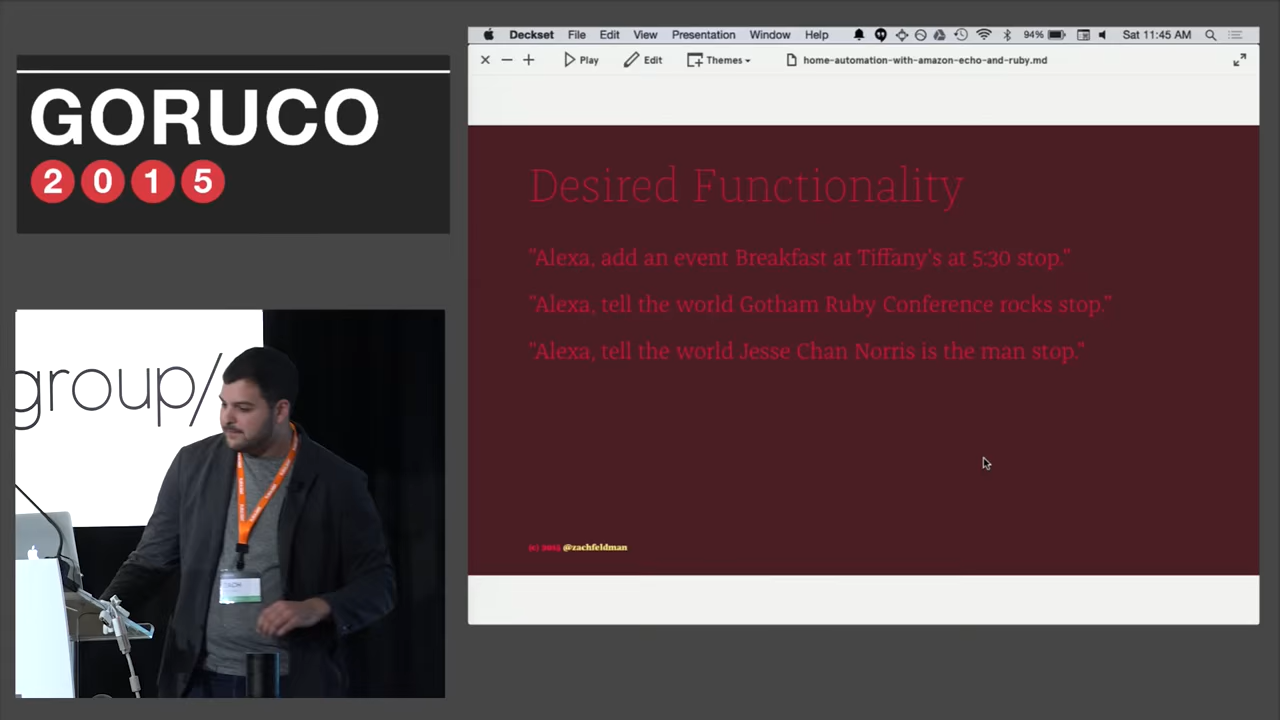 GORUCO
2 0 1 5
group/
Deckset File Edit View Presentation Window Help 94% Sat 11:45 AM
Play Edit Themes home-automation-with-amazon-echo-and-ruby.md
Desired Functionality
"Alexa, add an event Breakfast at Tiffany's at 5:30 stop."
"Alexa, tell the world Gotham Ruby Conference rocks stop."
"Alexa, tell the world Jesse Chan Norris is the man stop."
(c) 2015 @zachfeldman